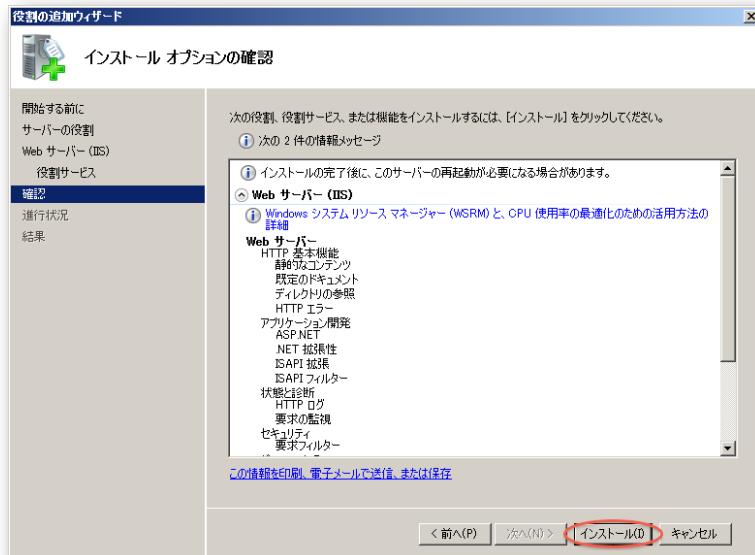 役割の追加ウィザード
インストール オプションの確認
開始する前に
サーバーの役割
Web サーバー (IIS)
役割サービス
確認
進行状況
結果
次の役割、役割サービス、または機能をインストールするには、[インストール] をクリックしてください。
次の 2 件の情報メッセージ
インストールの完了後に、このサーバーの再起動が必要になる場合があります。
Web サーバー (IIS)
Windows システム リソース マネージャー (WSRM) と、CPU 使用率の最適化のための活用方法の
詳細
Web サーバー
HTTP 基本機能
静的なコンテンツ
既定のドキュメント
ディレクトリの参照
HTTP エラー
アプリケーション開発
ASP.NET
.NET 拡張性
ISAPI 拡張
ISAPI フィルター
状態と診断
HTTP ログ
要求の監視
セキュリティ
要求フィルター
この情報を印刷、電子メールで送信、または保存
< 前へ(P)
次へ(N) >
インストール(I)
キャンセル